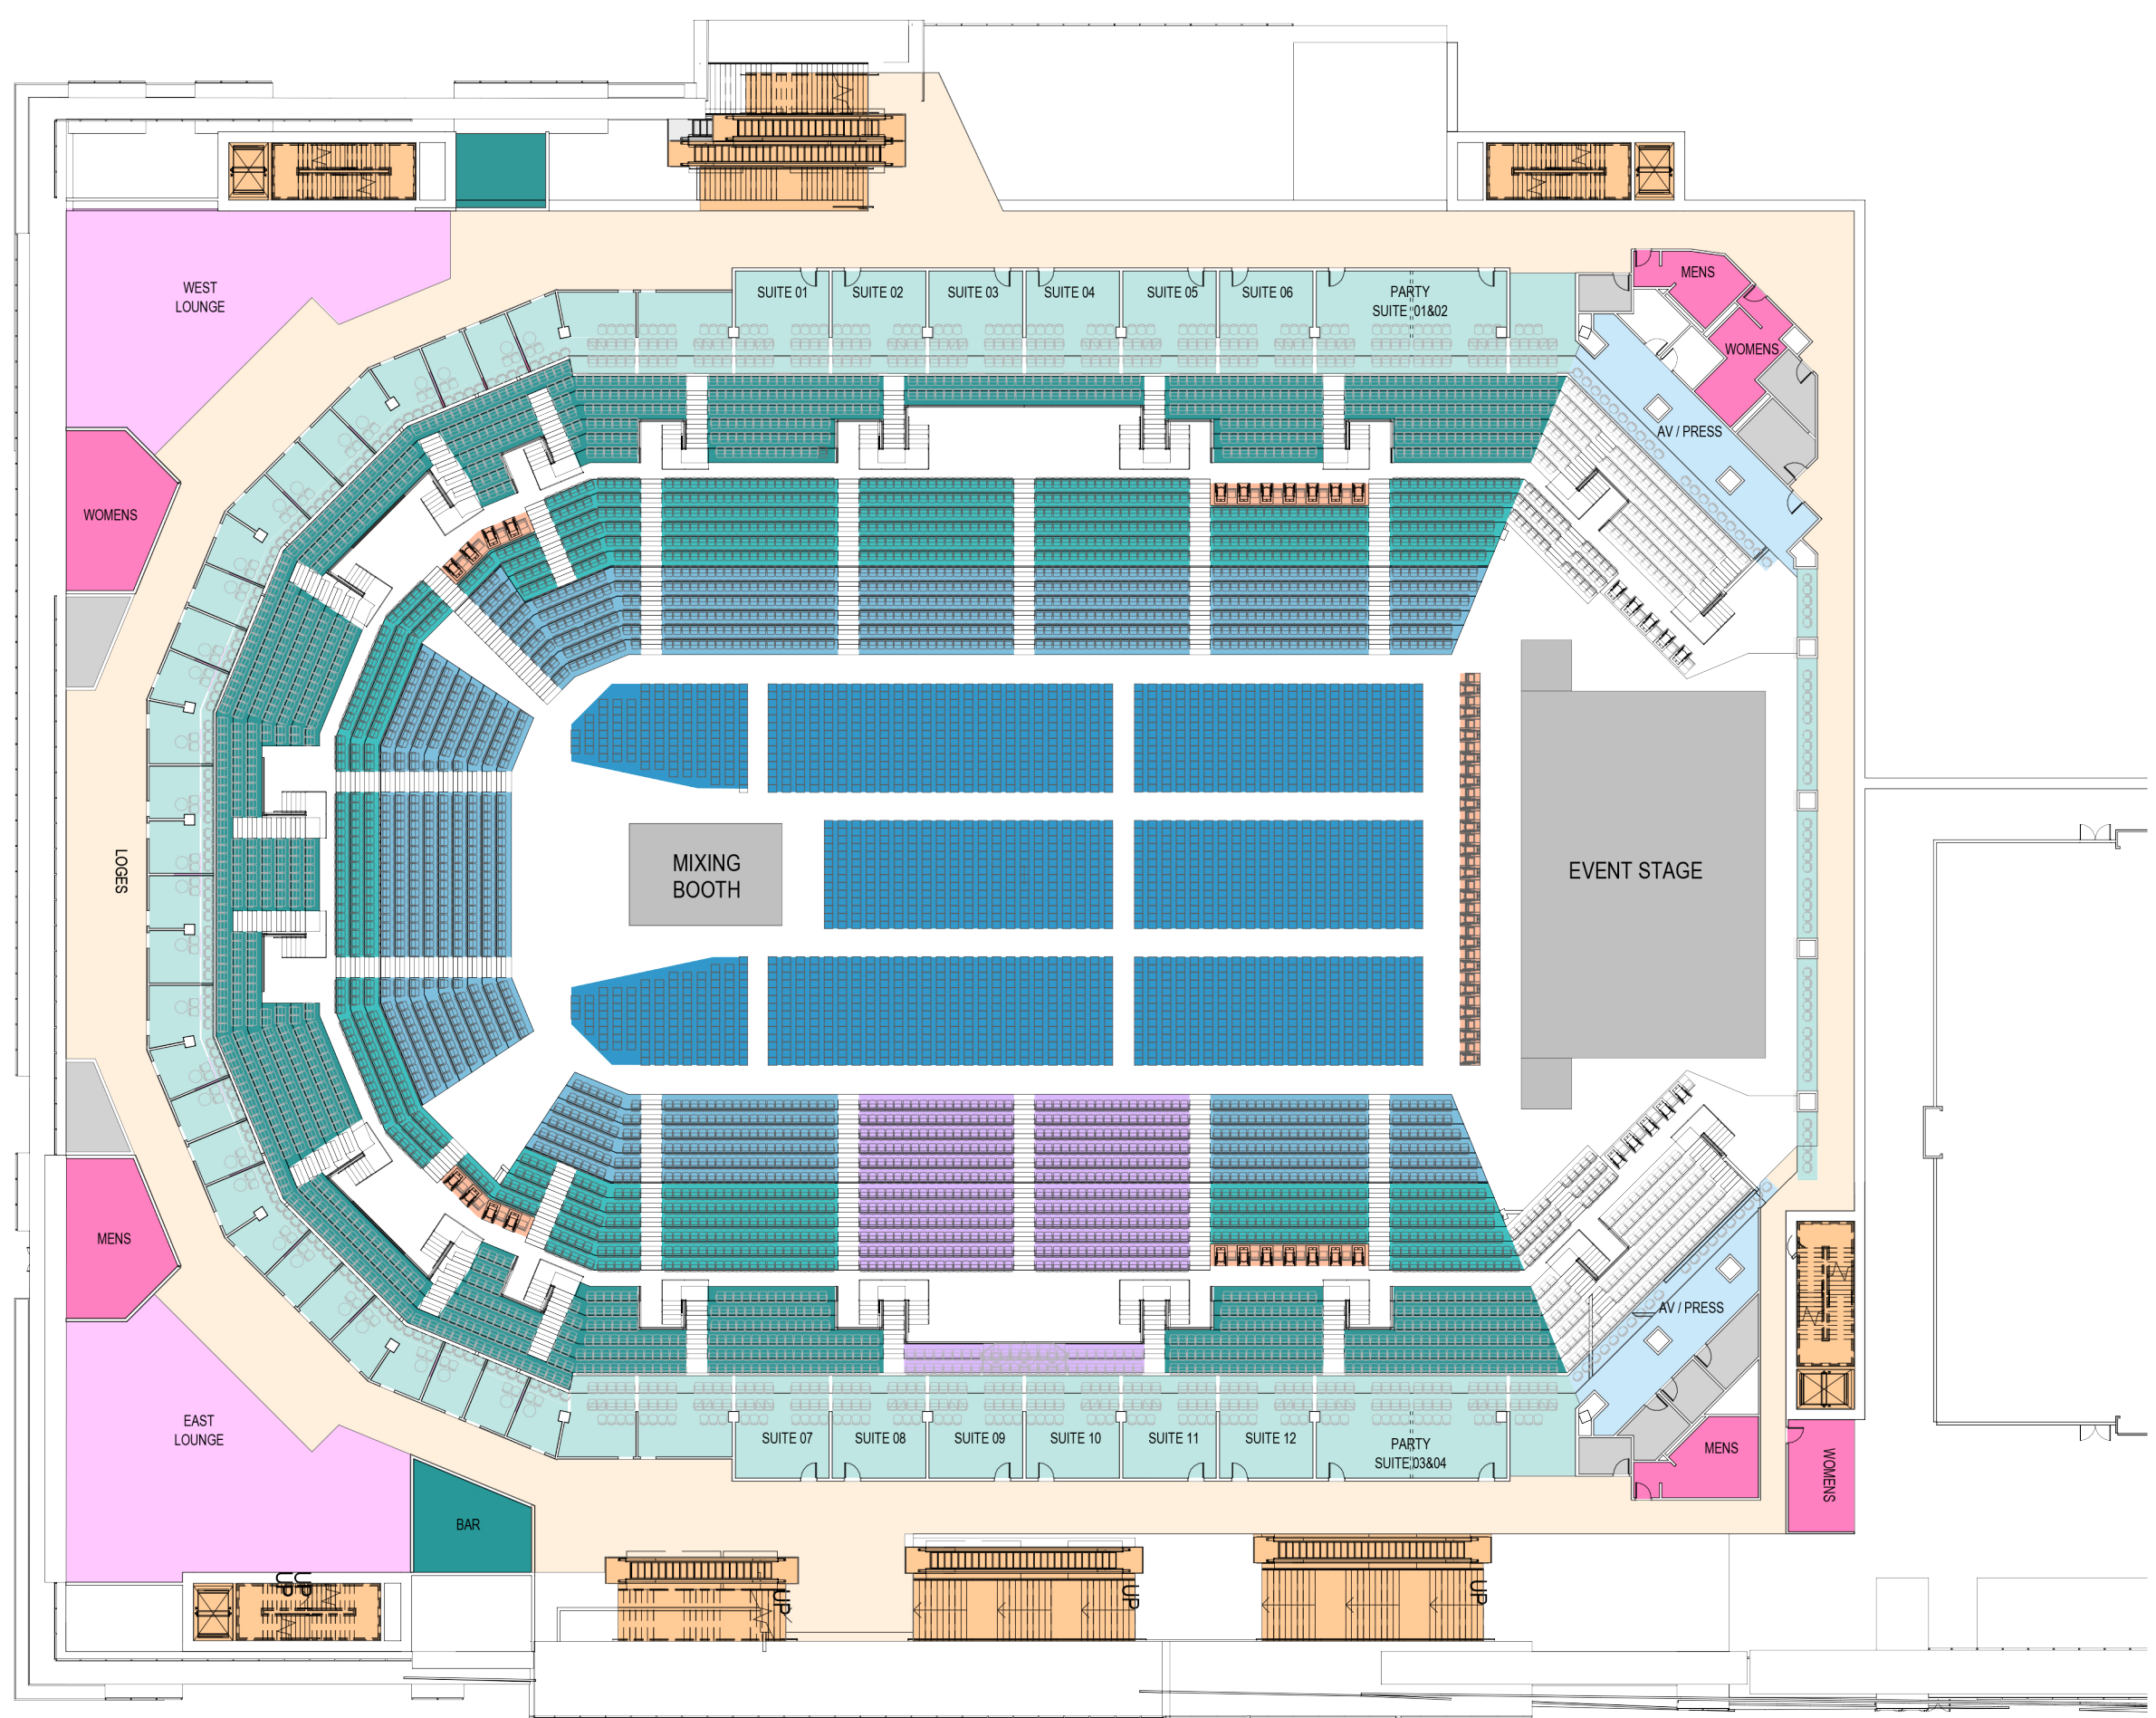 MENS
SUITE 01
SUITE 02
SUITE 03
SUITE 04
SUITE 05
SUITE 06
PARTY
SUITE 01&02
WEST
LOUNGE
WOMENS
AV / PRESS
WOMENS
LOGES
MIXING
BOOTH
EVENT STAGE
MENS
AV / PRESS
EAST
LOUNGE
SUITE 07
SUITE 08
SUITE 09
SUITE 10
SUITE 11
SUITE 12
PARTY
SUITE 03&04
MENS
WOMENS
BAR
UP
UP
UP
UP
UP